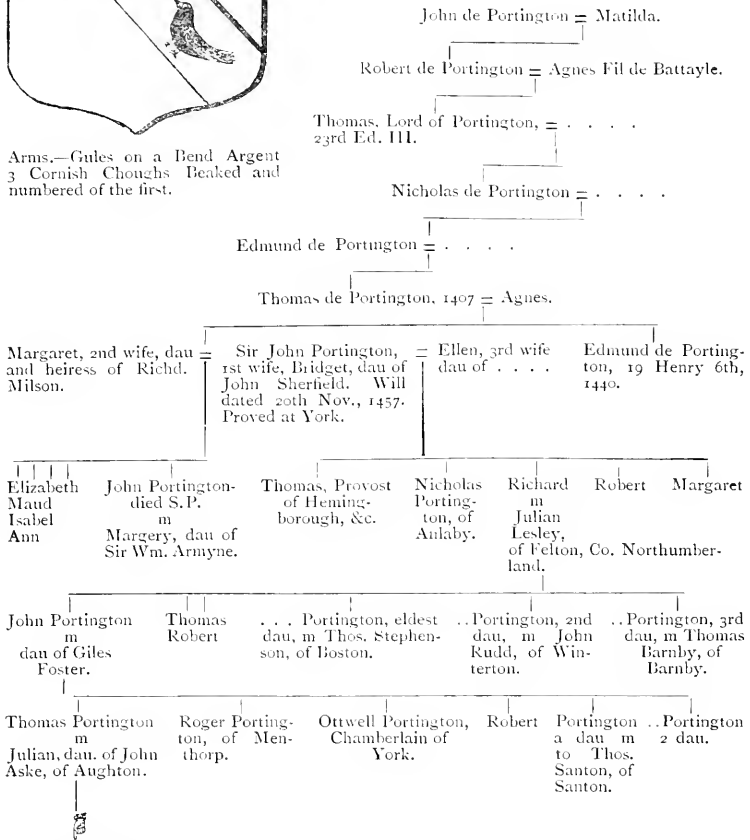 John de Portington = Matilda.
Robert de Portington = Agnes Fil de Battayle.
Thomas, Lord of Portington, = . . . .
23rd Ed. III.
Arms.—Gules on a Bend Argent
3 Cornish Choughs Beaked and
numbered of the first.
Nicholas de Portington = . . . .
Edmund de Portington = . . . .
Thomas de Portington, 1407 = Agnes.
Margaret, 2nd wife, dau =
and heiress of Richd.
Milson.
Sir John Portington,
1st wife, Bridget, dau of
John Sherfield. Will
dated 20th Nov., 1457.
Proved at York.
= Ellen, 3rd wife
dau of . . . .
Edmund de Porting-
ton, 19 Henry 6th,
1440.
Elizabeth
Maud
Isabel
Ann
John Portington-
died S.P.
m
Margery, dau of
Sir Wm. Armyne.
Thomas, Provost
of Heming-
borough, &c.
Nicholas
Porting-
ton, of
Anlaby.
Richard
m
Julian
Lesley,
of Felton, Co. Northumber-
land.
Robert
Margaret
John Portington
m
dau of Giles
Foster.
Thomas
Robert
. . . Portington, eldest
dau, m Thos. Stephen-
son, of Boston.
. . Portington, 2nd
dau, m John
Rudd, of Win-
terton.
. . Portington, 3rd
dau, m Thomas
Barnby, of
Barnby.
Thomas Portington
m
Julian, dau. of John
Aske, of Aughton.
Roger Porting-
ton, of Men-
thorp.
Ottwell Portington,
Chamberlain of
York.
Robert
Portington
a dau m
to Thos.
Santon, of
Santon.
. . Portington
2 dau.